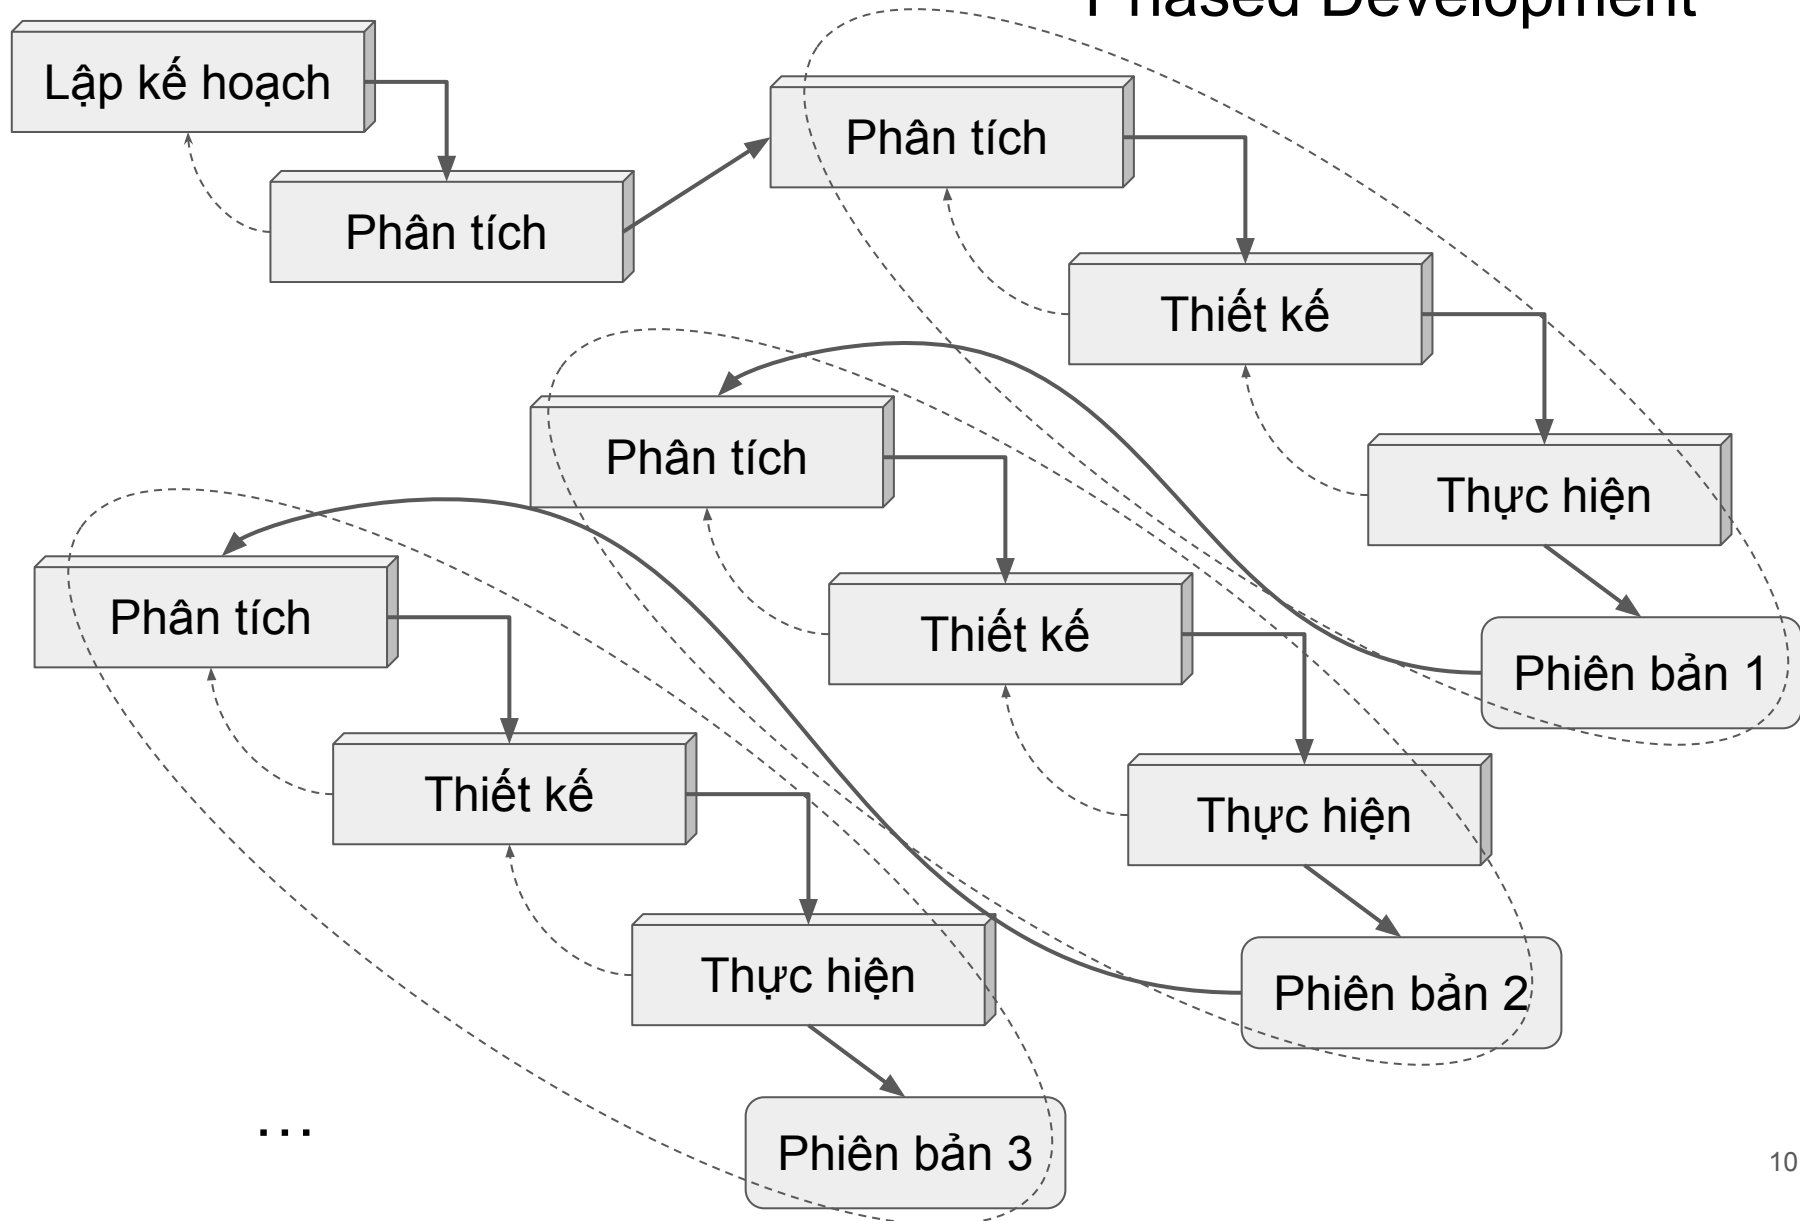 Phased Development
Lập kế hoạch
Phân tích
Phân tích
Thiết kế
Thực hiện
Phiên bản 1
Phân tích
Thiết kế
Thực hiện
Phiên bản 2
Phân tích
Thiết kế
Thực hiện
Phiên bản 3
...
10